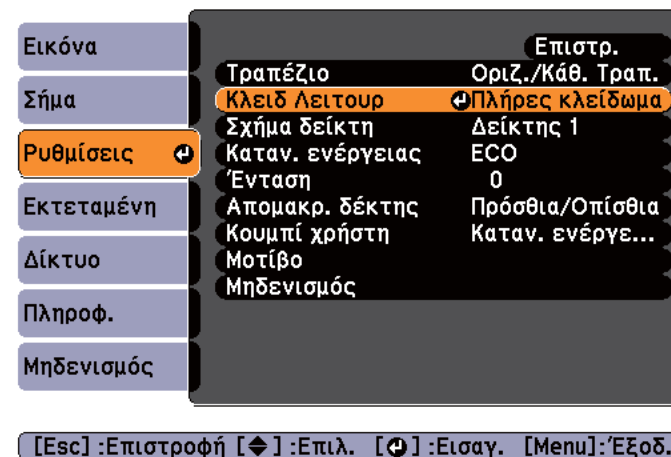 Εικόνα
Σήμα
Ρυθμίσεις
Εκτεταμένη
Δίκτυο
Πληροφ.
Μηδενισμός
Επιστρ.
Τραπέζιο Οριζ./Κάθ. Τραπ.
Κλειδ Λειτουρ Πλήρες κλείδωμα
Σχήμα δείκτη Δείκτης 1
Καταν. ενέργειας ECO
Ένταση 0
Απομακρ. δέκτης Πρόσθια/Οπίσθια
Κουμπί χρήστη Καταν. ενέργε...
Μοτίβο
Μηδενισμός
[Esc] :Επιστροφή [ ] :Επιλ. [ ] :Εισαγ. [Menu]:Έξοδ.